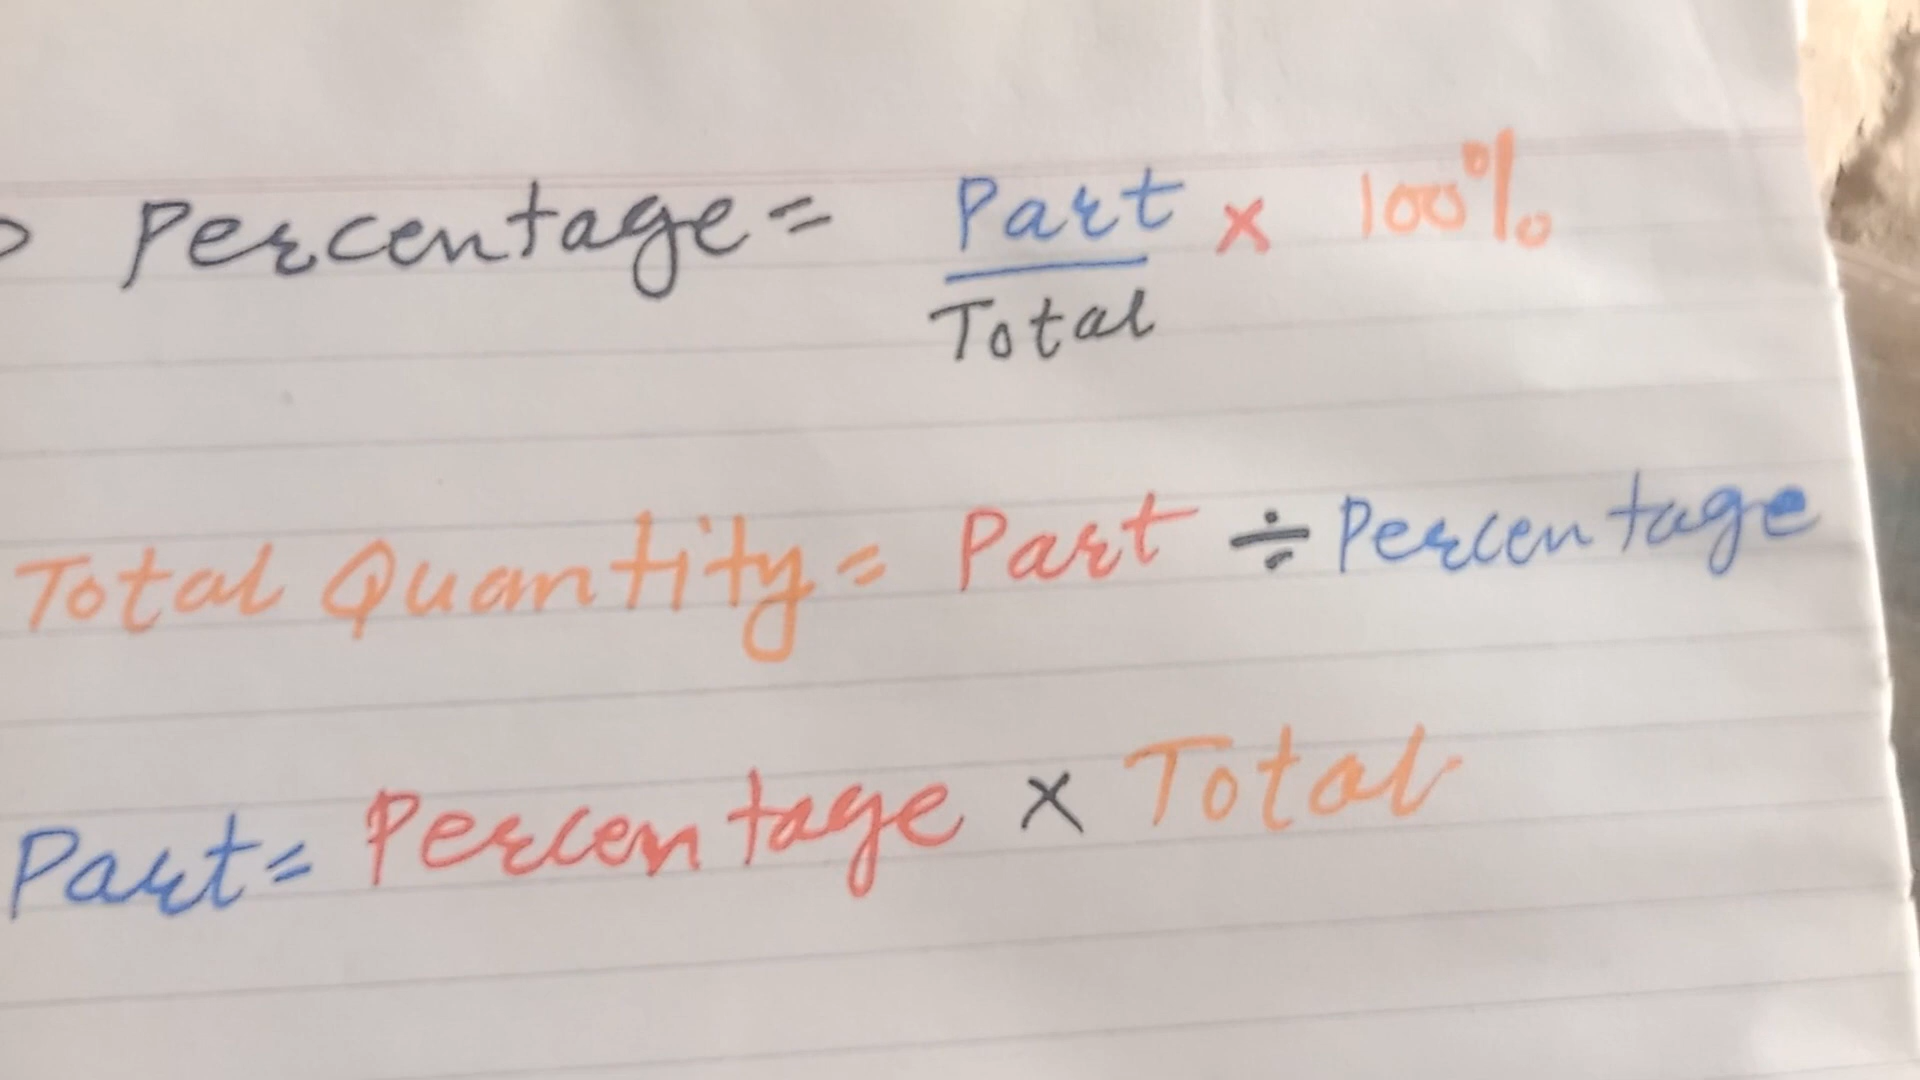 Percentage = Part / Total × 100%
Total Quantity = Part ÷ Percentage
Part = Percentage × Total